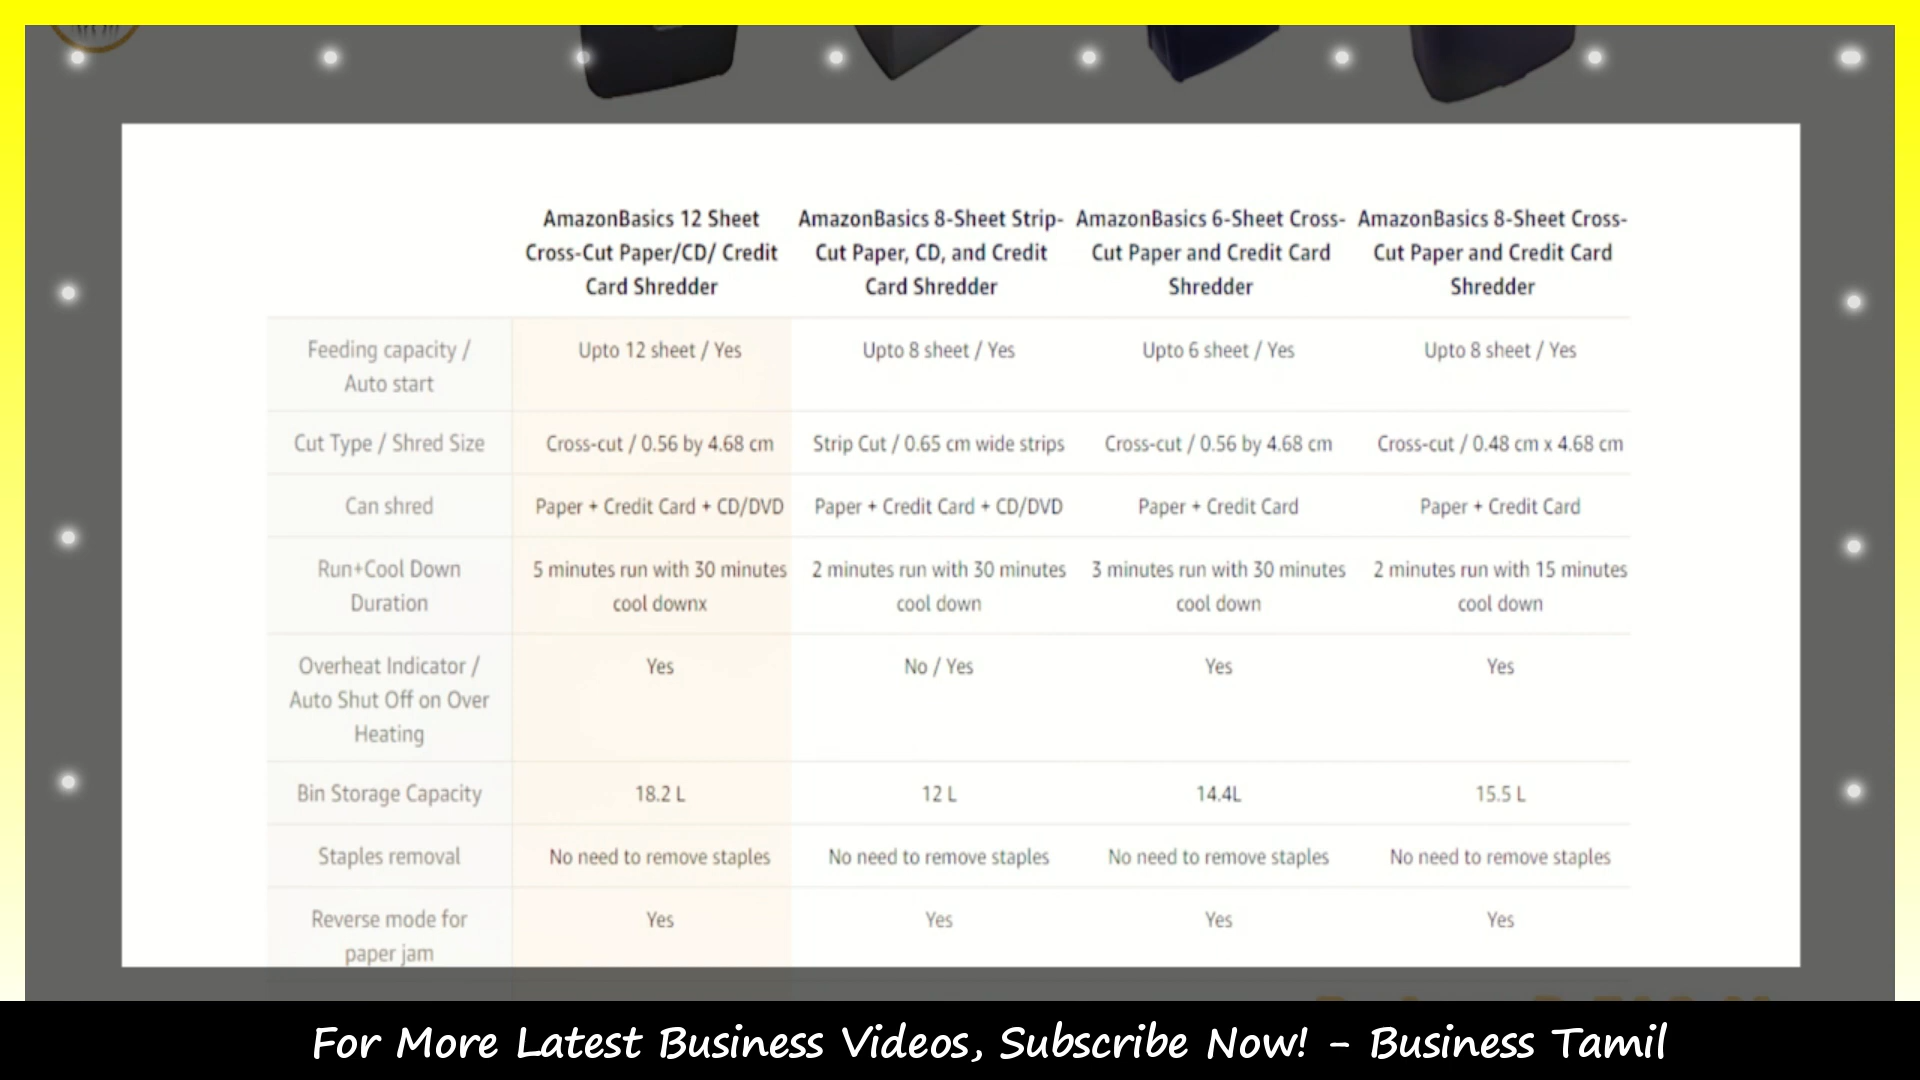 AmazonBasics 12 Sheet
Cross-Cut Paper/CD/ Credit
Card Shredder
AmazonBasics 8-Sheet Strip-
Cut Paper, CD, and Credit
Card Shredder
AmazonBasics 6-Sheet Cross-
Cut Paper and Credit Card
Shredder
AmazonBasics 8-Sheet Cross-
Cut Paper and Credit Card
Shredder
Feeding capacity /
Auto start
Upto 12 sheet / Yes
Upto 8 sheet / Yes
Upto 6 sheet / Yes
Upto 8 sheet / Yes
Cut Type / Shred Size
Cross-cut / 0.56 by 4.68 cm
Strip Cut / 0.65 cm wide strips
Cross-cut / 0.56 by 4.68 cm
Cross-cut / 0.48 cm x 4.68 cm
Can shred
Paper + Credit Card + CD/DVD
Paper + Credit Card + CD/DVD
Paper + Credit Card
Paper + Credit Card
Run+Cool Down
Duration
5 minutes run with 30 minutes
cool downx
2 minutes run with 30 minutes
cool down
3 minutes run with 30 minutes
cool down
2 minutes run with 15 minutes
cool down
Overheat Indicator /
Auto Shut Off on Over
Heating
Yes
No / Yes
Yes
Yes
Bin Storage Capacity
18.2 L
12 L
14.4L
15.5 L
Staples removal
No need to remove staples
No need to remove staples
No need to remove staples
No need to remove staples
Reverse mode for
paper jam
Yes
Yes
Yes
Yes
For More Latest Business Videos, Subscribe Now! - Business Tamil